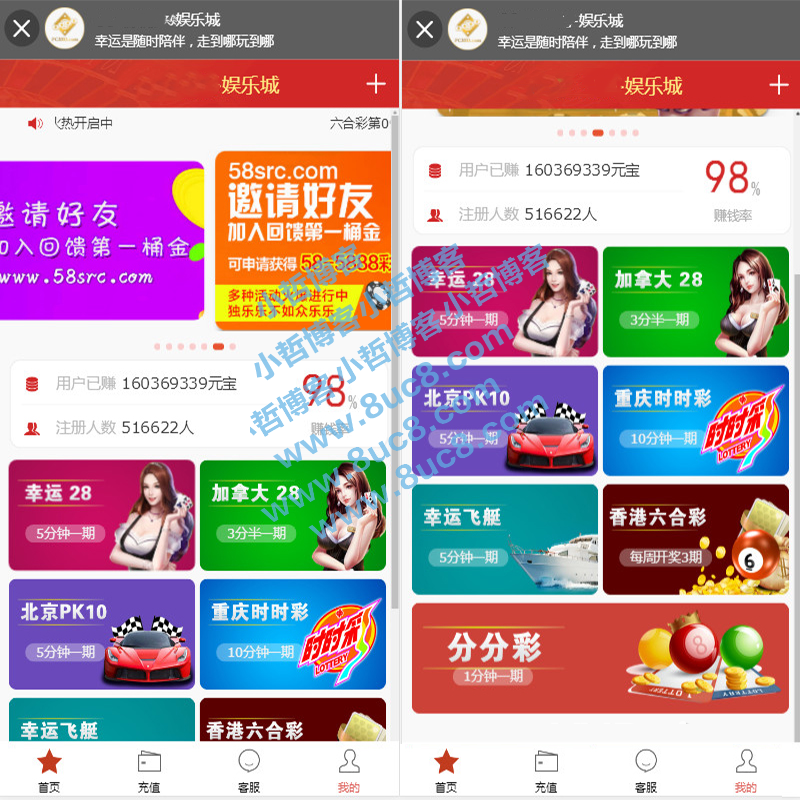 娱乐城
幸运是随时陪伴，走到哪玩到哪
娱乐城
火热开启中
六合彩第0
邀请好友
加入回馈第一桶金
www.58src.com
58src.com
邀请好友
加入回馈第一桶金
可申请获得58-5838彩
多种活动火爆进行中
独乐乐不如众乐乐
用户已赚 160369339元宝
注册人数 516622人
98%
赚钱率
幸运 28
5分钟一期
加拿大 28
3分半一期
北京PK10
5分钟一期
重庆时时彩
10分钟一期
时时彩
LOTTERY
幸运飞艇
香港六合彩
首页
充值
客服
我的
-娱乐城
幸运是随时陪伴，走到哪玩到哪
·娱乐城
用户已赚 160369339元宝
注册人数 516622人
98%
赚钱率
幸运 28
5分钟一期
加拿大 28
3分半一期
北京PK10
5分钟一期
重庆时时彩
10分钟一期
时时彩
LOTTERY
幸运飞艇
5分钟一期
香港六合彩
每周开奖3期
6
分分彩
1分钟一期
8
LOTTERY
首页
充值
客服
我的
小哲博客小哲博客小哲博客
www.8uc8.com
www.8uc8.com